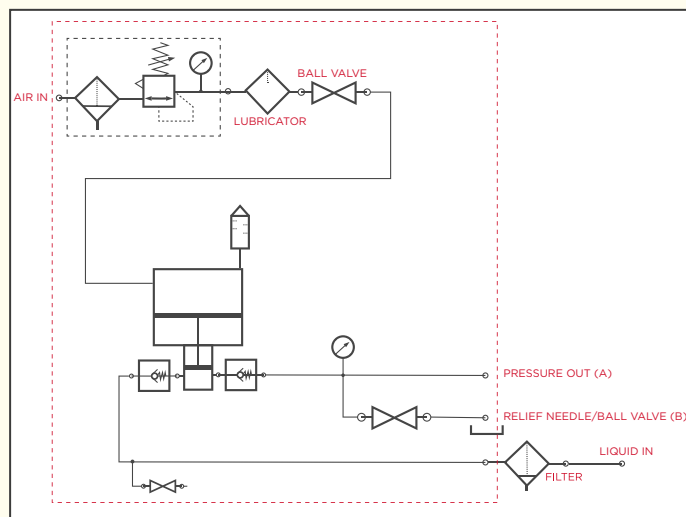 BALL VALVE
AIR IN
LUBRICATOR
PRESSURE OUT (A)
RELIEF NEEDLE/BALL VALVE (B)
LIQUID IN
FILTER